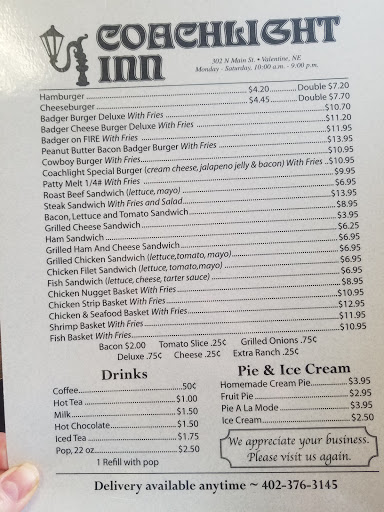 COACHLIGHT
INN
302 N Main St. • Valentine, NE
Monday - Saturday, 10:00 a.m. - 9:00 p.m.
Hamburger $4.20 Double $7.20
Cheeseburger $4.45 Double $7.70
Badger Burger Deluxe With Fries $10.70
Badger Cheese Burger Deluxe With Fries $11.20
Badger on FIRE With Fries $11.95
Peanut Butter Bacon Badger Burger With Fries $13.95
Cowboy Burger With Fries $10.95
Coachlight Special Burger (cream cheese, jalapeno jelly & bacon) With Fries ..$10.95
Patty Melt 1/4# With Fries $9.95
Roast Beef Sandwich (lettuce, mayo) $6.95
Steak Sandwich With Fries and Salad $13.95
Bacon, Lettuce and Tomato Sandwich $8.95
Grilled Cheese Sandwich $3.95
Ham Sandwich $6.25
Grilled Ham And Cheese Sandwich $6.95
Grilled Chicken Sandwich (lettuce,tomato, mayo) $6.95
Chicken Filet Sandwich (lettuce, tomato,mayo) $6.95
Fish Sandwich (lettuce, cheese, tarter sauce) $6.95
Chicken Nugget Basket With Fries $8.95
Chicken Strip Basket With Fries $10.95
Chicken & Seafood Basket With Fries $12.95
Shrimp Basket With Fries $11.95
Fish Basket With Fries $10.95
Bacon $2.00 Tomato Slice .25¢ Grilled Onions .75¢
Deluxe .75¢ Cheese .25¢ Extra Ranch .25¢
Drinks
Coffee 50¢
Hot Tea $1.00
Milk $1.50
Hot Chocolate $1.50
Iced Tea $1.75
Pop, 22 oz $2.50
1 Refill with pop
Pie & Ice Cream
Homemade Cream Pie $3.95
Fruit Pie $2.95
Pie A La Mode $3.95
Ice Cream $2.50
We appreciate your business.
Please visit us again.
Delivery available anytime ~ 402-376-3145